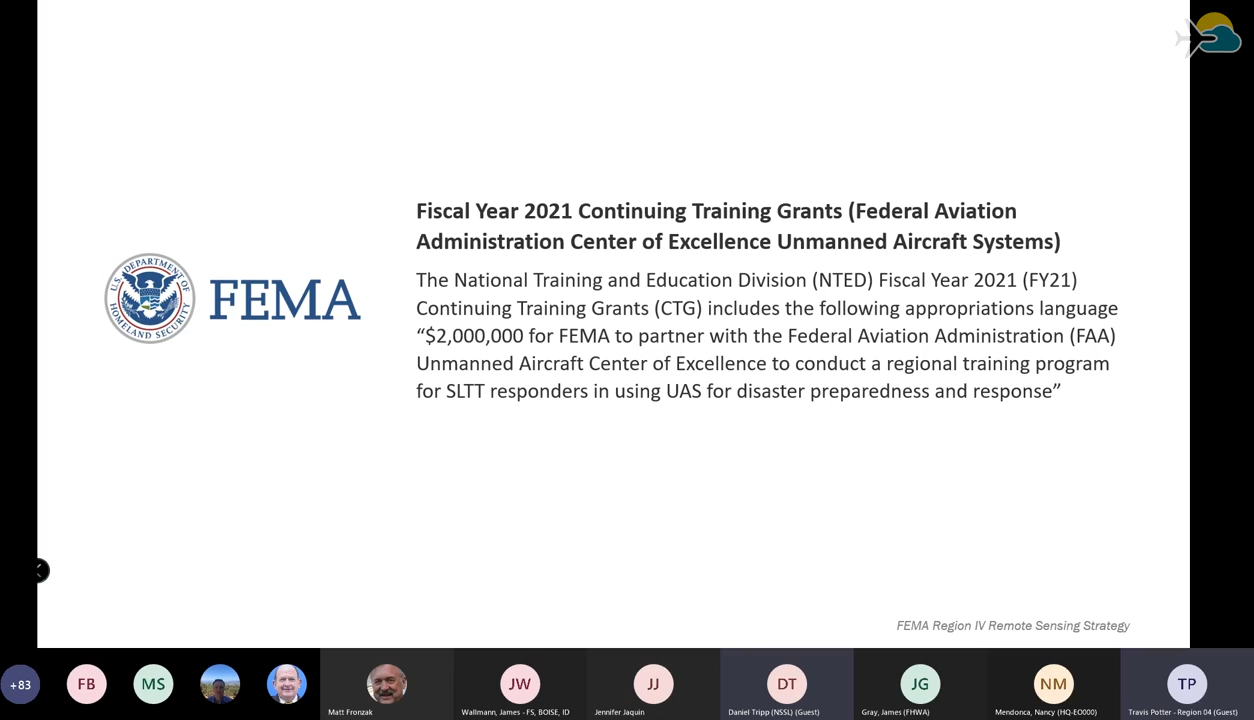 Fiscal Year 2021 Continuing Training Grants (Federal Aviation
Administration Center of Excellence Unmanned Aircraft Systems)
U.S. DEPARTMENT OF HOMELAND SECURITY
FEMA
The National Training and Education Division (NTED) Fiscal Year 2021 (FY21)
Continuing Training Grants (CTG) includes the following appropriations language
“$2,000,000 for FEMA to partner with the Federal Aviation Administration (FAA)
Unmanned Aircraft Center of Excellence to conduct a regional training program
for SLTT responders in using UAS for disaster preparedness and response”
FEMA Region IV Remote Sensing Strategy
+83
FB
MS
JW
JJ
DT
JG
NM
TP
Matt Fronzak
Wallmann, James - FS, BOISE, ID
Jennifer Jaquin
Daniel Tripp (NSSL) (Guest)
Gray, James (FHWA)
Mendonca, Nancy (HQ-EO000)
Travis Potter - Region 04 (Guest)